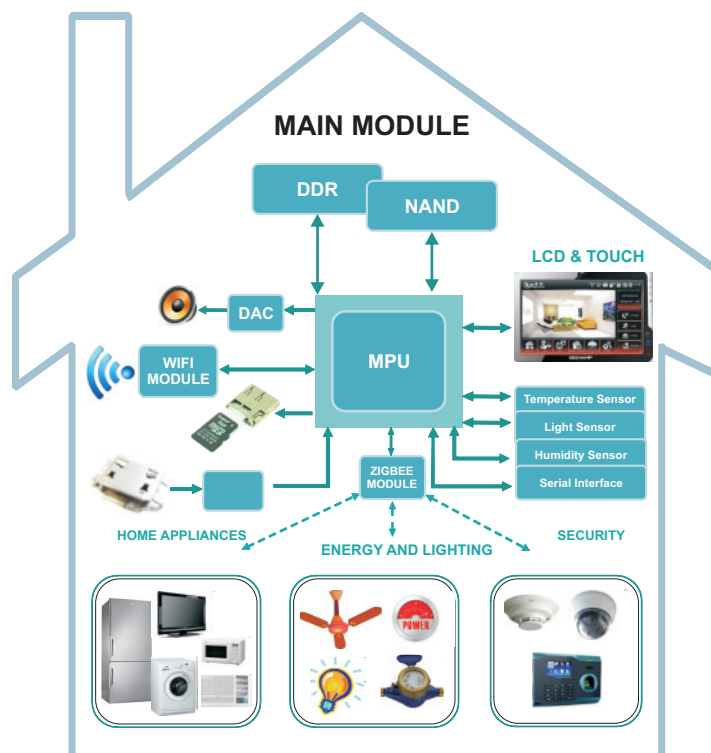 MAIN MODULE
DDR
NAND
LCD & TOUCH
DAC
MPU
WIFI
MODULE
Temperature Sensor
Light Sensor
Humidity Sensor
Serial Interface
ZIGBEE
MODULE
HOME APPLIANCES
ENERGY AND LIGHTING
SECURITY
POWER